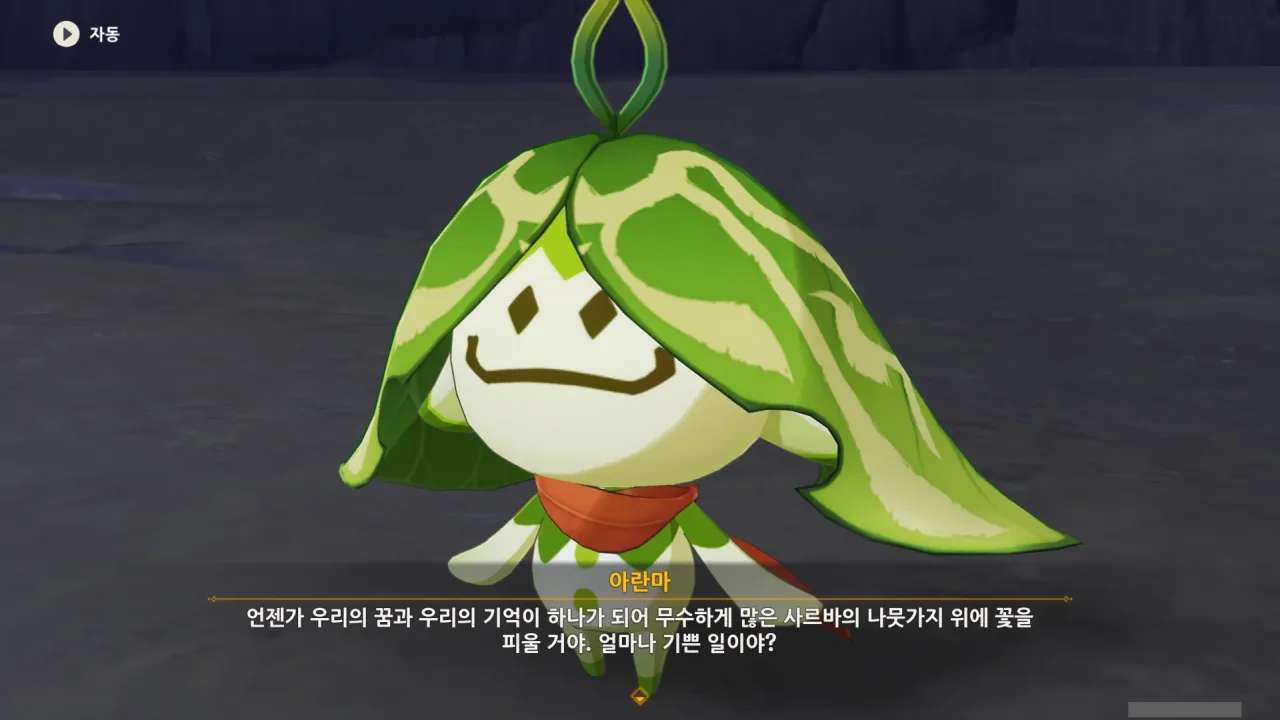 자동
아란마
언젠가 우리의 꿈과 우리의 기억이 하나가 되어 무수하게 많은 사르바의 나뭇가지 위에 꽃을
피울 거야. 얼마나 기쁜 일이야?